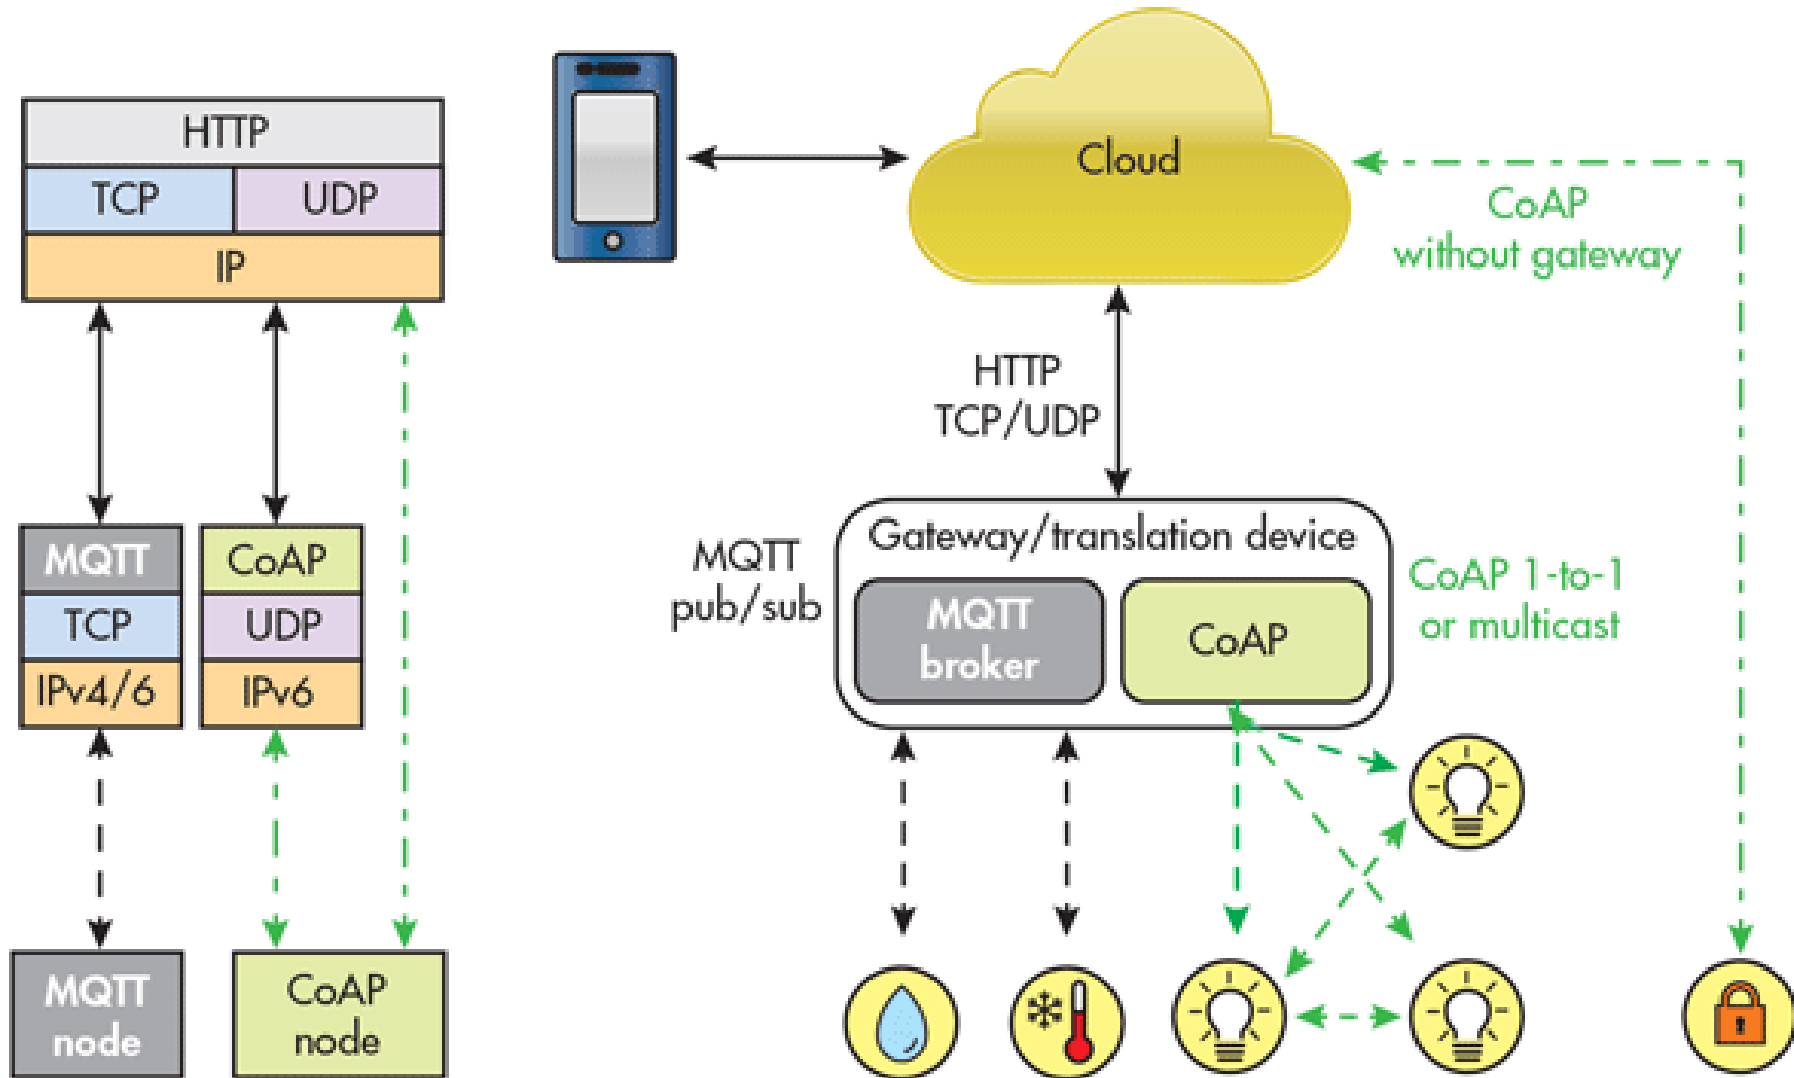 HTTP
TCP
UDP
IP
MQTT
TCP
IPv4/6
CoAP
UDP
IPv6
MQTT
node
CoAP
node
Cloud
CoAP
without gateway
HTTP
TCP/UDP
MQTT
pub/sub
Gateway/translation device
MQTT
broker
CoAP
CoAP 1-to-1
or multicast